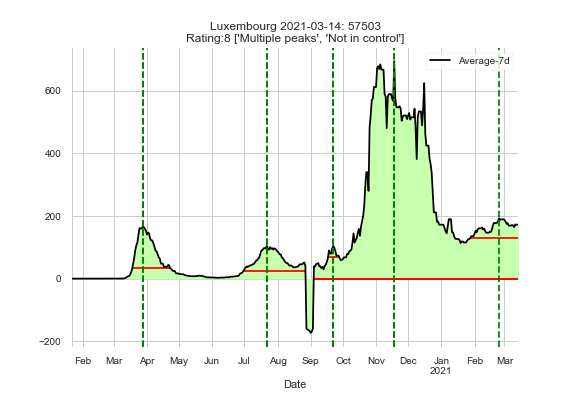 Luxembourg 2021-03-14: 57503
Rating:8 ['Multiple peaks', 'Not in control']
Average-7d
600
400
200
0
−200
Feb Mar Apr May Jun Jul Aug Sep Oct Nov Dec Jan Feb Mar
2021
Date